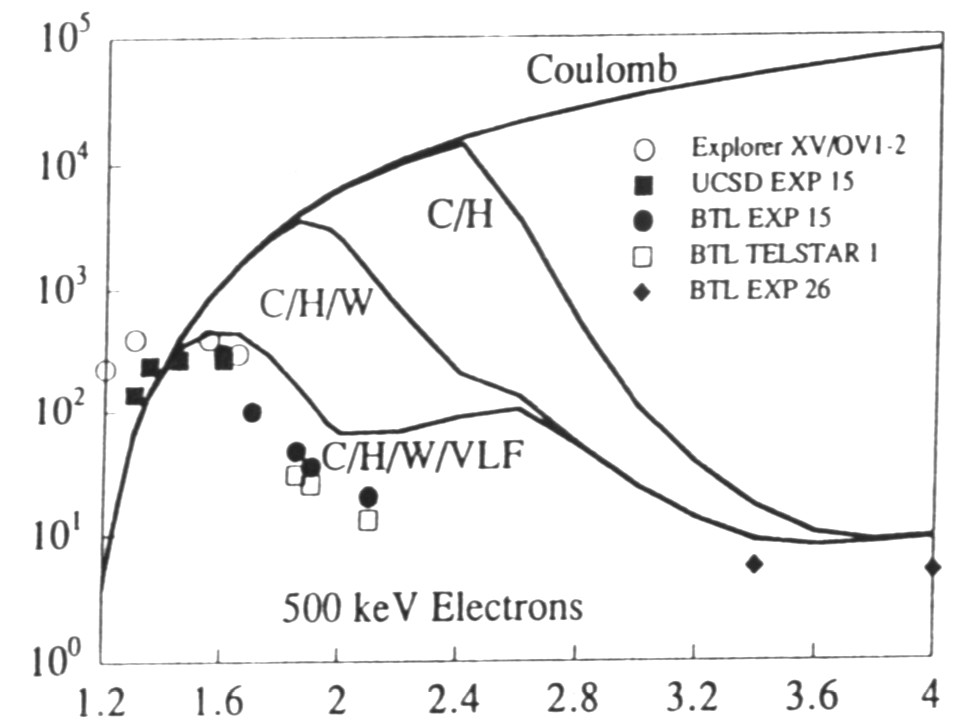 10^5
Coulomb
Explorer XV/OV1-2
10^4
UCSD EXP 15
C/H
BTL EXP 15
BTL TELSTAR 1
10^3
C/H/W
BTL EXP 26
10^2
C/H/W/VLF
10^1
500 keV Electrons
10^0
1.2 1.6 2 2.4 2.8 3.2 3.6 4